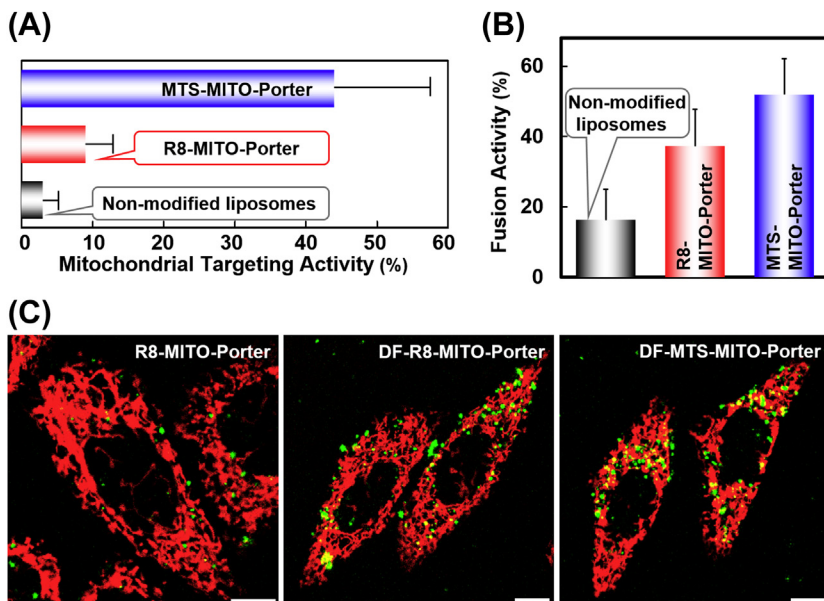 (A)
MTS-MITO-Porter
R8-MITO-Porter
Non-modified liposomes
0 10 20 30 40 50 60
Mitochondrial Targeting Activity (%)
(B)
Fusion Activity (%)
60
40
20
0
Non-modified
liposomes
R8-
MITO-Porter
MTS-
MITO-Porter
(C)
R8-MITO-Porter
DF-R8-MITO-Porter
DF-MTS-MITO-Porter